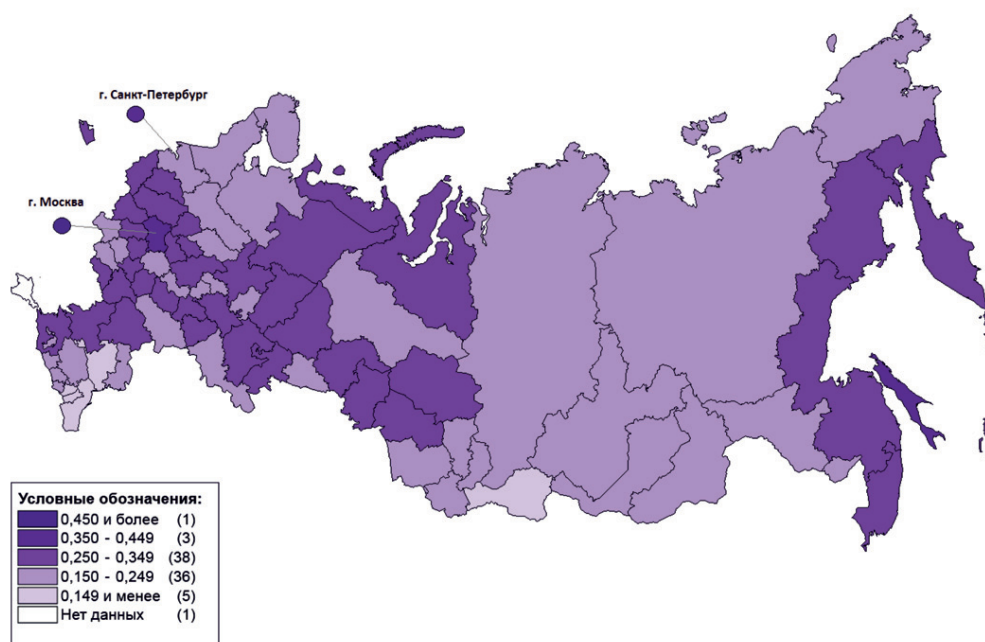 г. Санкт-Петербург
г. Москва
Условные обозначения:
0,450 и более (1)
0,350 - 0,449 (3)
0,250 - 0,349 (38)
0,150 - 0,249 (36)
0,149 и менее (5)
Нет данных (1)